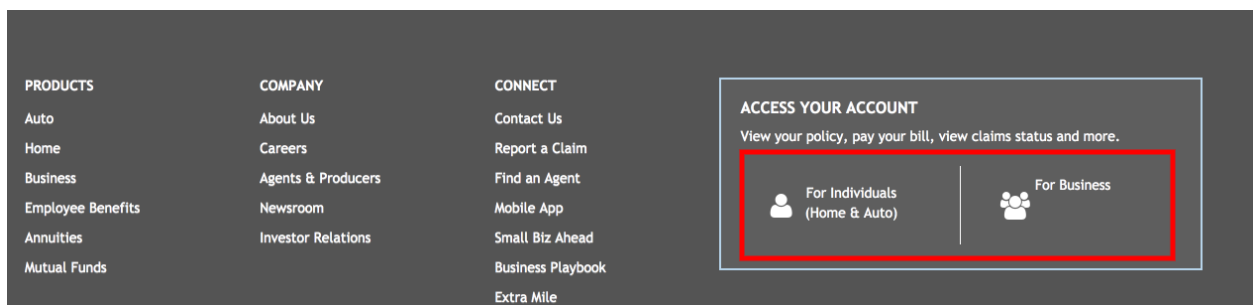 PRODUCTS
Auto
Home
Business
Employee Benefits
Annuities
Mutual Funds
COMPANY
About Us
Careers
Agents & Producers
Newsroom
Investor Relations
CONNECT
Contact Us
Report a Claim
Find an Agent
Mobile App
Small Biz Ahead
Business Playbook
Extra Mile
ACCESS YOUR ACCOUNT
View your policy, pay your bill, view claims status and more.
For Individuals
(Home & Auto)
For Business